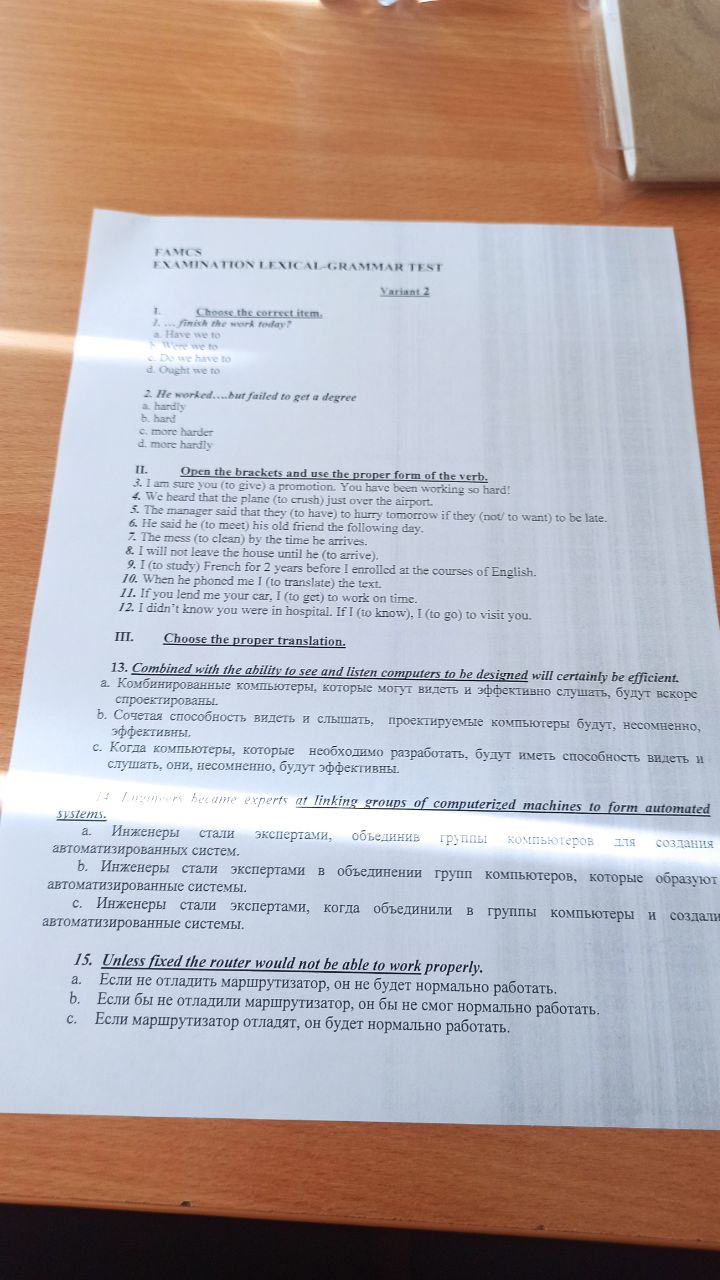 FAMCS
EXAMINATION LEXICAL-GRAMMAR TEST
Variant 2
I. Choose the correct item.
1. ... finish the work today?
a. Have we to
b. Were we to
c. Do we have to
d. Ought we to
2. He worked....but failed to get a degree
a. hardly
b. hard
c. more harder
d. more hardly
II. Open the brackets and use the proper form of the verb.
3. I am sure you (to give) a promotion. You have been working so hard!
4. We heard that the plane (to crush) just over the airport.
5. The manager said that they (to have) to hurry tomorrow if they (not/ to want) to be late.
6. He said he (to meet) his old friend the following day.
7. The mess (to clean) by the time he arrives.
8. I will not leave the house until he (to arrive).
9. I (to study) French for 2 years before I enrolled at the courses of English.
10. When he phoned me I (to translate) the text.
11. If you lend me your car, I (to get) to work on time.
12. I didn't know you were in hospital. If I (to know), I (to go) to visit you.
III. Choose the proper translation.
13. Combined with the ability to see and listen computers to be designed will certainly be efficient.
a. Комбинированные компьютеры, которые могут видеть и эффективно слушать, будут вскоре
спроектированы.
b. Сочетая способность видеть и слышать, проектируемые компьютеры будут, несомненно,
эффективны.
c. Когда компьютеры, которые необходимо разработать, будут иметь способность видеть и
слушать, они, несомненно, будут эффективны.
14. Engineers became experts at linking groups of computerized machines to form automated
systems.
a. Инженеры стали экспертами, объединив группы компьютеров для создания
автоматизированных систем.
b. Инженеры стали экспертами в объединении групп компьютеров, которые образуют
автоматизированные системы.
c. Инженеры стали экспертами, когда объединили в группы компьютеры и создали
автоматизированные системы.
15. Unless fixed the router would not be able to work properly.
a. Если не отладить маршрутизатор, он не будет нормально работать.
b. Если бы не отладили маршрутизатор, он бы не смог нормально работать.
c. Если маршрутизатор отладят, он будет нормально работать.